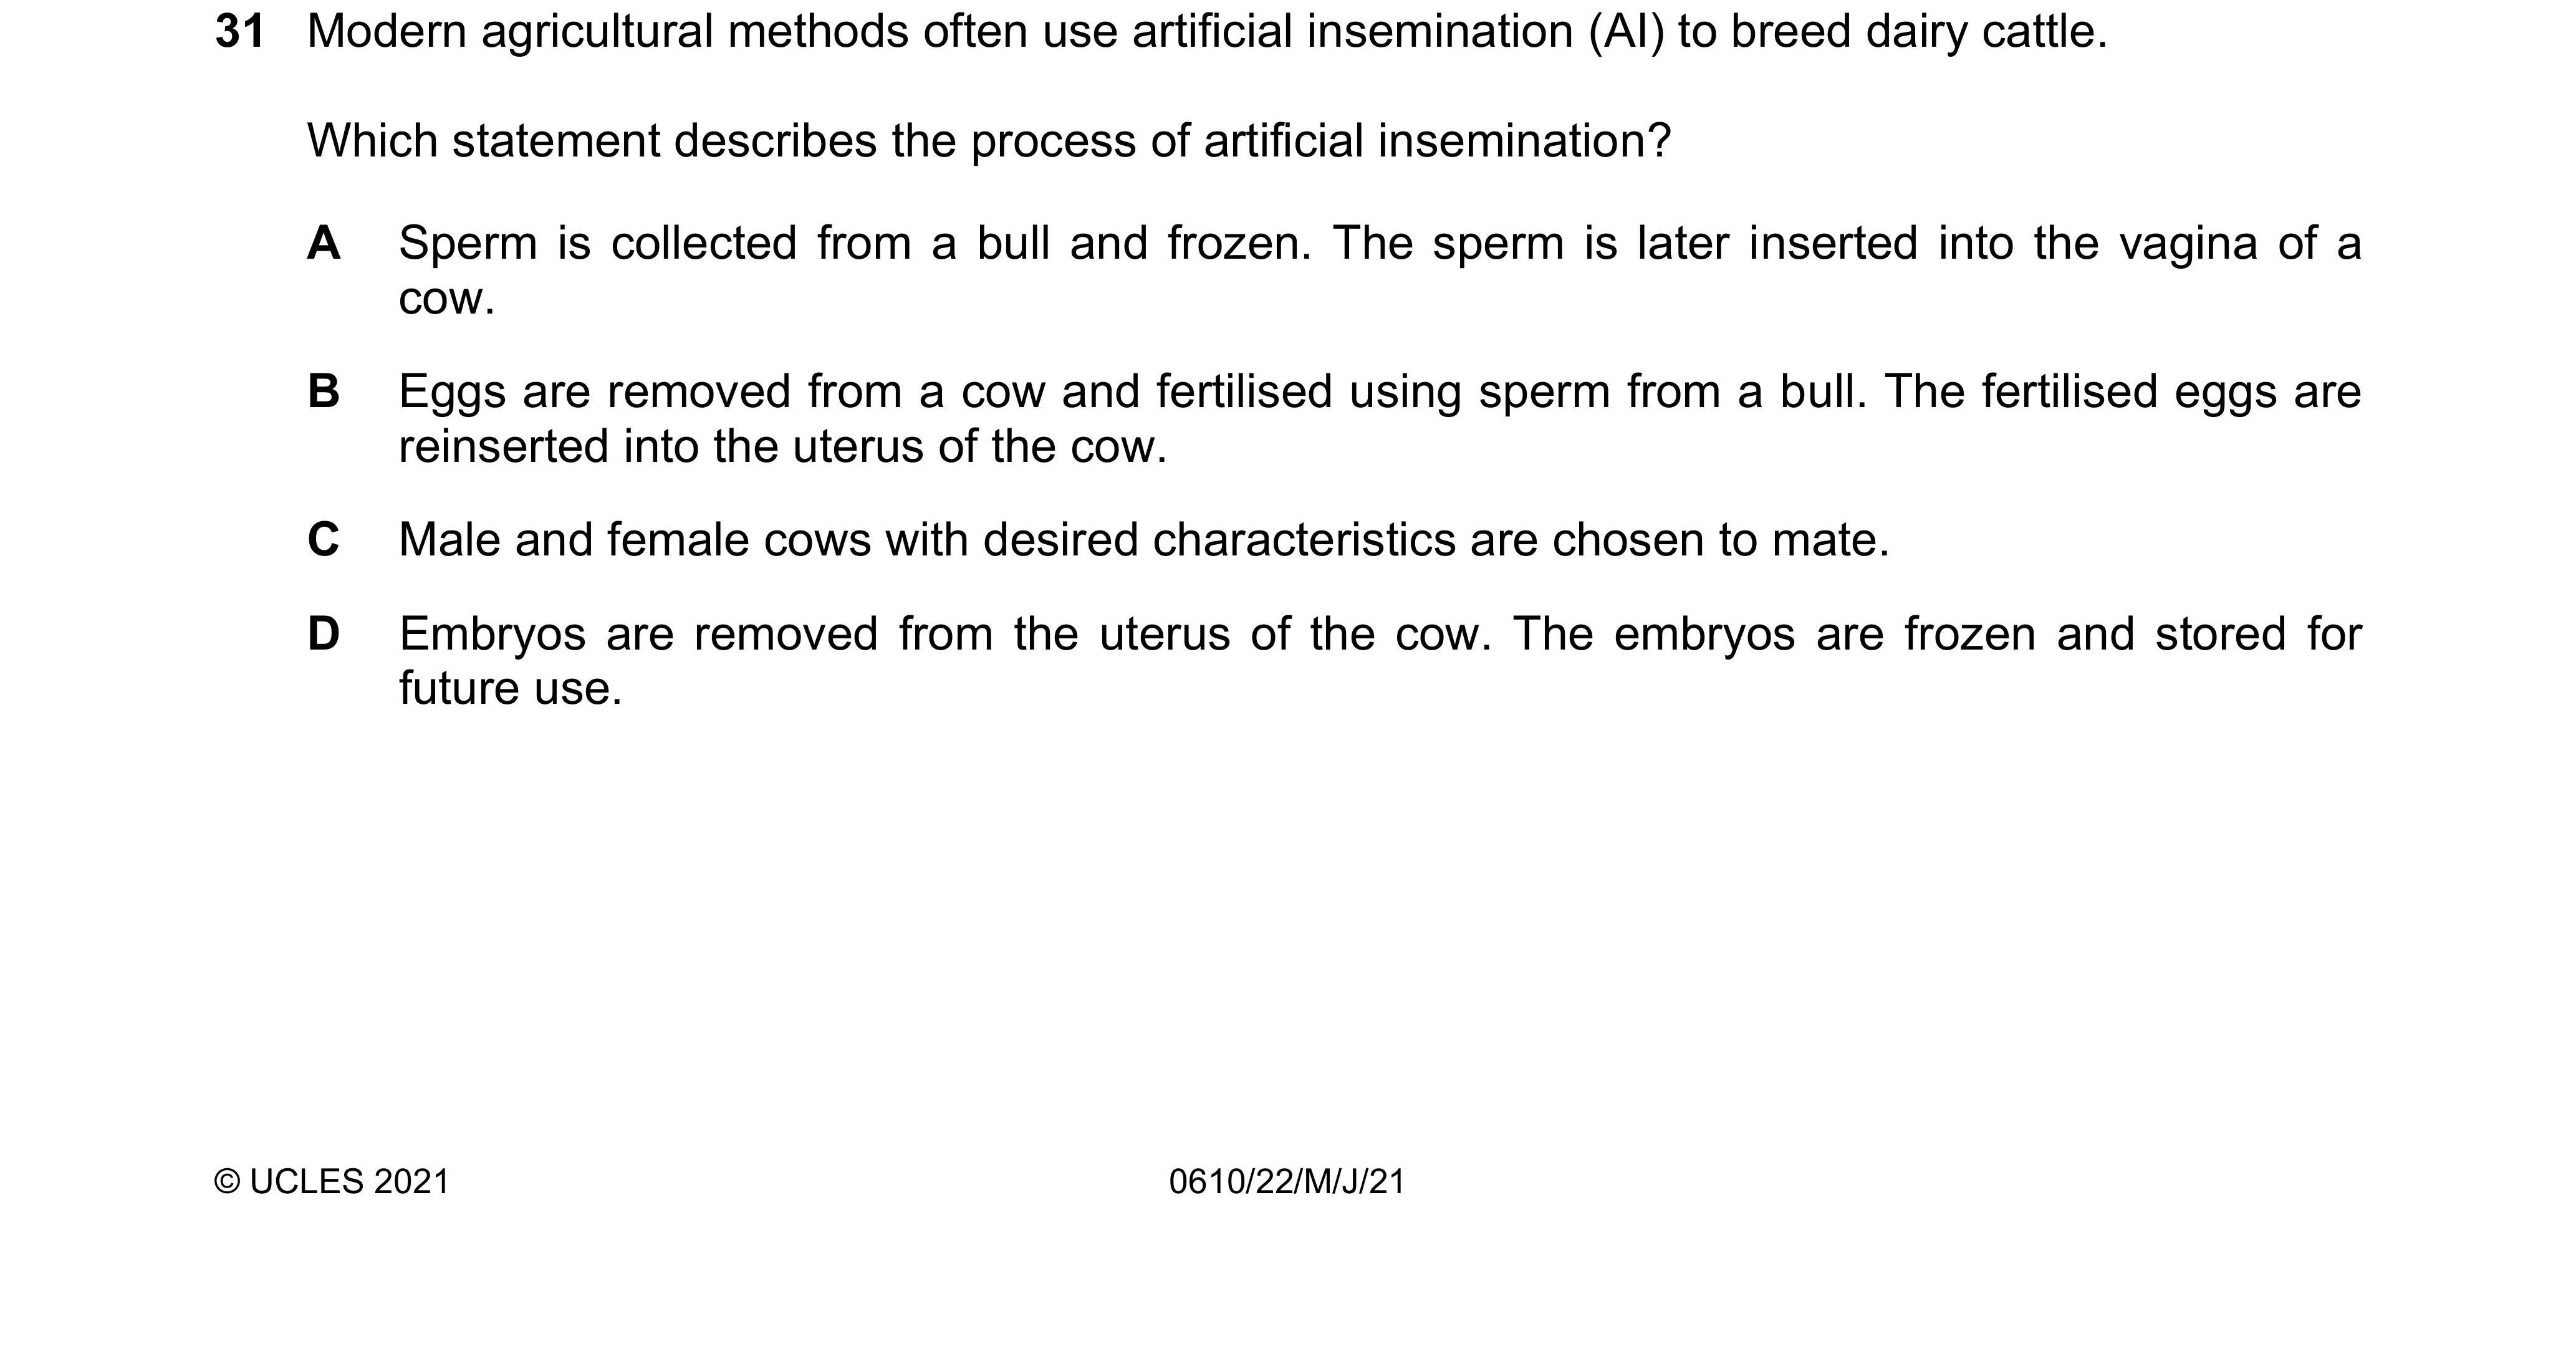 31 Modern agricultural methods often use artificial insemination (AI) to breed dairy cattle.
Which statement describes the process of artificial insemination?
A Sperm is collected from a bull and frozen. The sperm is later inserted into the vagina of a
cow.
B Eggs are removed from a cow and fertilised using sperm from a bull. The fertilised eggs are
reinserted into the uterus of the cow.
C Male and female cows with desired characteristics are chosen to mate.
D Embryos are removed from the uterus of the cow. The embryos are frozen and stored for
future use.
© UCLES 2021 0610/22/M/J/21